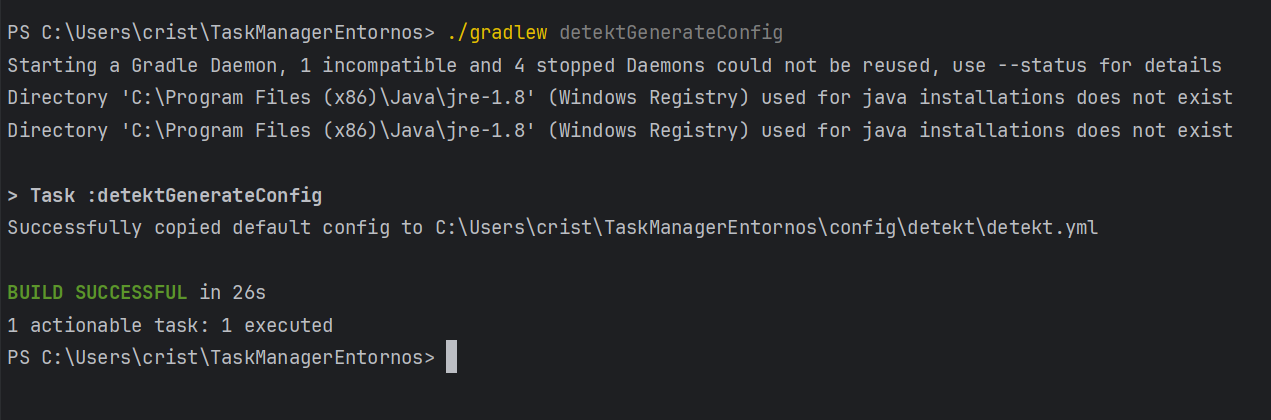 PS C:\Users\crist\TaskManagerEntornos> ./gradlew detektGenerateConfig
Starting a Gradle Daemon, 1 incompatible and 4 stopped Daemons could not be reused, use --status for details
Directory 'C:\Program Files (x86)\Java\jre-1.8' (Windows Registry) used for java installations does not exist
Directory 'C:\Program Files (x86)\Java\jre-1.8' (Windows Registry) used for java installations does not exist
> Task :detektGenerateConfig
Successfully copied default config to C:\Users\crist\TaskManagerEntornos\config\detekt\detekt.yml
BUILD SUCCESSFUL in 26s
1 actionable task: 1 executed
PS C:\Users\crist\TaskManagerEntornos>